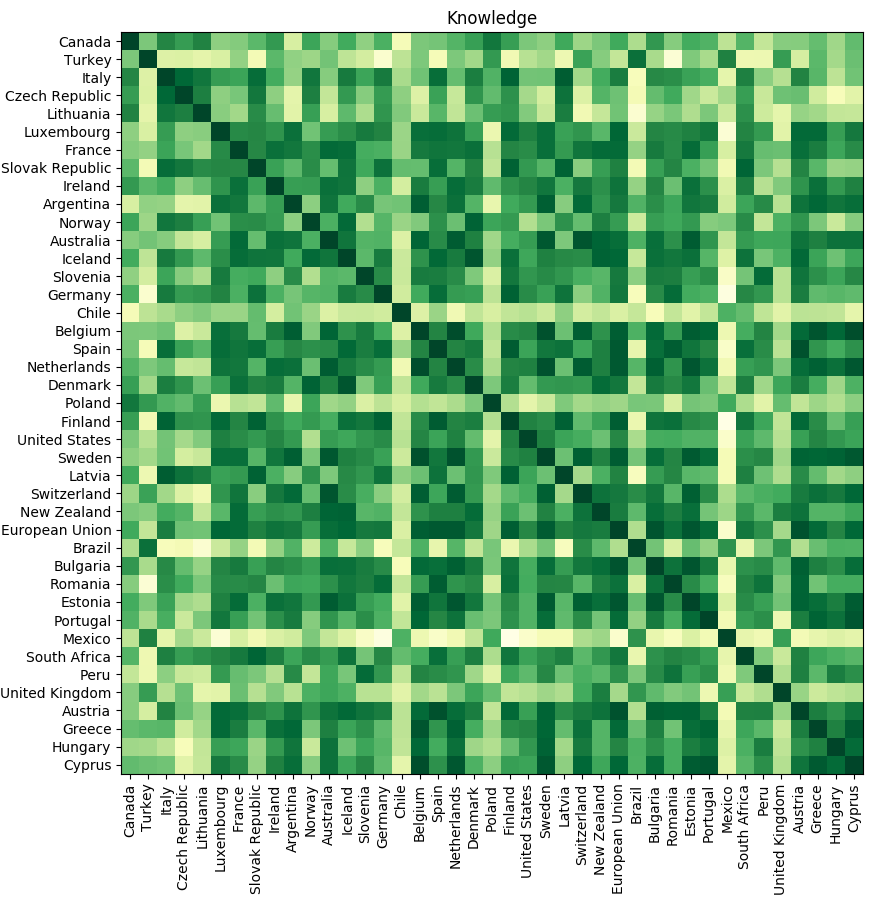 Knowledge
Canada
Turkey
Italy
Czech Republic
Lithuania
Luxembourg
France
Slovak Republic
Ireland
Argentina
Norway
Australia
Iceland
Slovenia
Germany
Chile
Belgium
Spain
Netherlands
Denmark
Poland
Finland
United States
Sweden
Latvia
Switzerland
New Zealand
European Union
Brazil
Bulgaria
Romania
Estonia
Portugal
Mexico
South Africa
Peru
United Kingdom
Austria
Greece
Hungary
Cyprus
Canada
Turkey
Italy
Czech Republic
Lithuania
Luxembourg
France
Slovak Republic
Ireland
Argentina
Norway
Australia
Iceland
Slovenia
Germany
Chile
Belgium
Spain
Netherlands
Denmark
Poland
Finland
United States
Sweden
Latvia
Switzerland
New Zealand
European Union
Brazil
Bulgaria
Romania
Estonia
Portugal
Mexico
South Africa
Peru
United Kingdom
Austria
Greece
Hungary
Cyprus